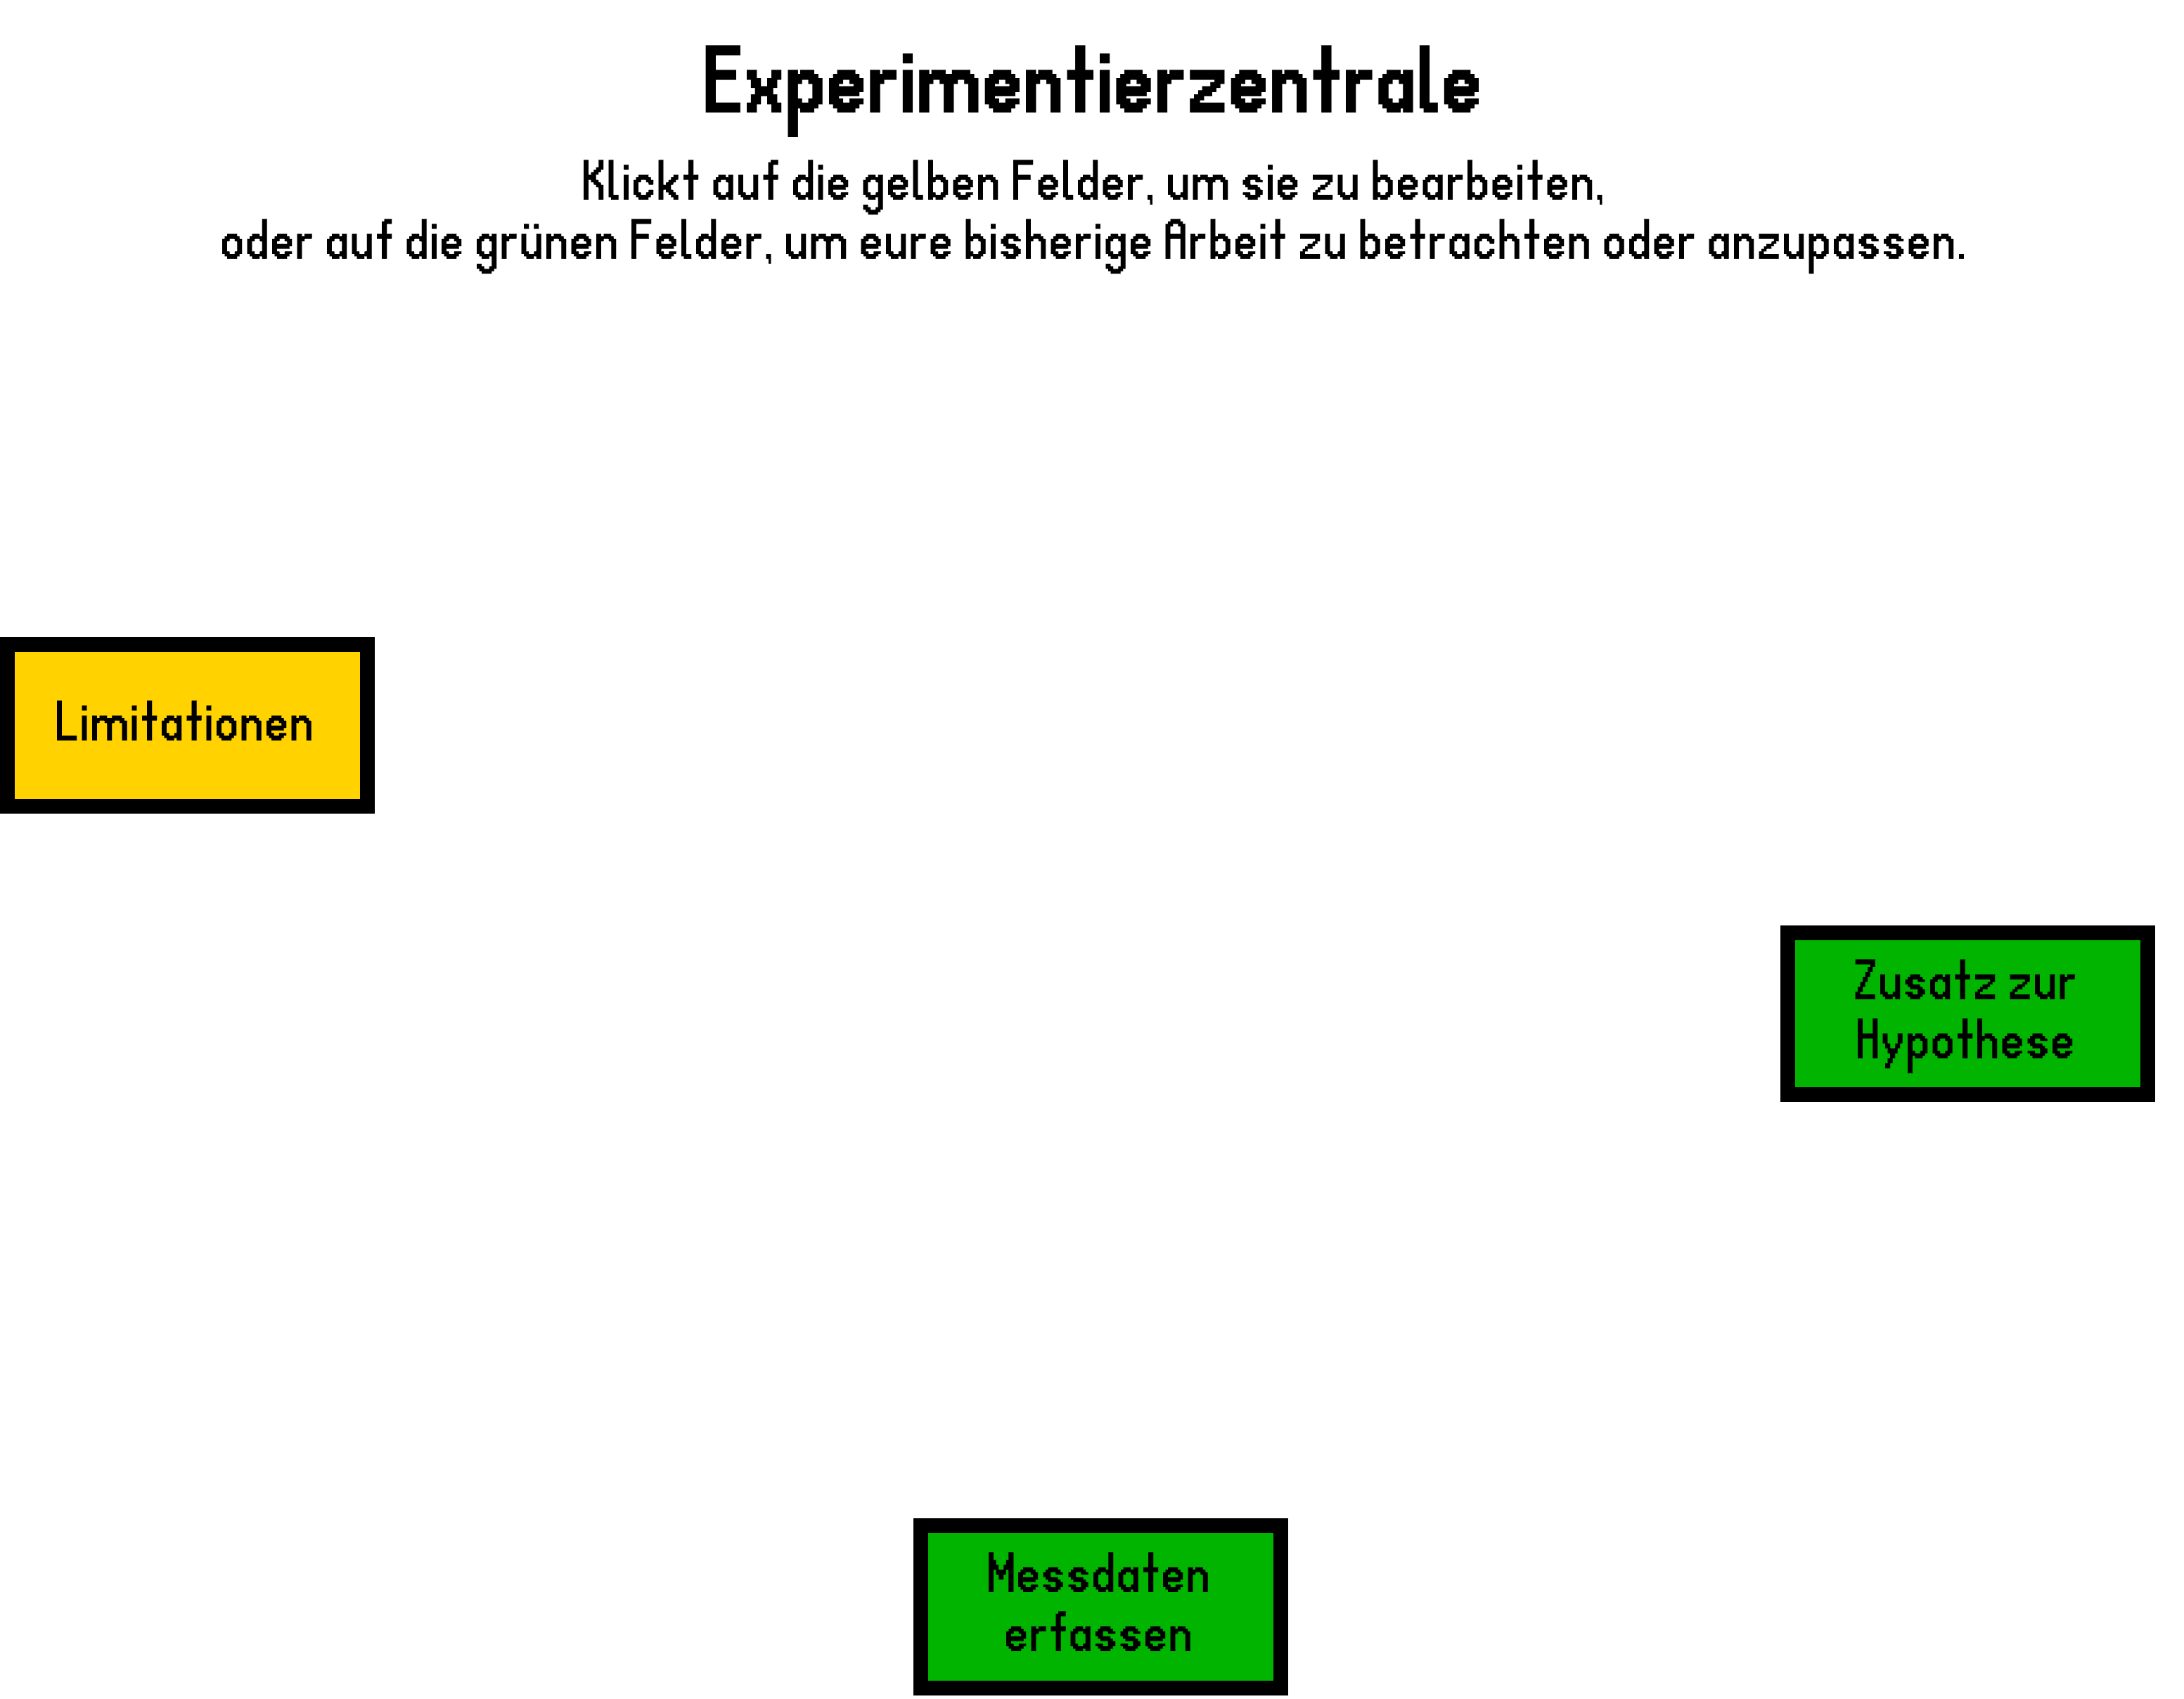 Experimentierzentrale
Klickt auf die gelben Felder, um sie zu bearbeiten,
oder auf die grünen Felder, um eure bisherige Arbeit zu betrachten oder anzupassen.
Limitationen
Zusatz zur
Hypothese
Messdaten
erfassen